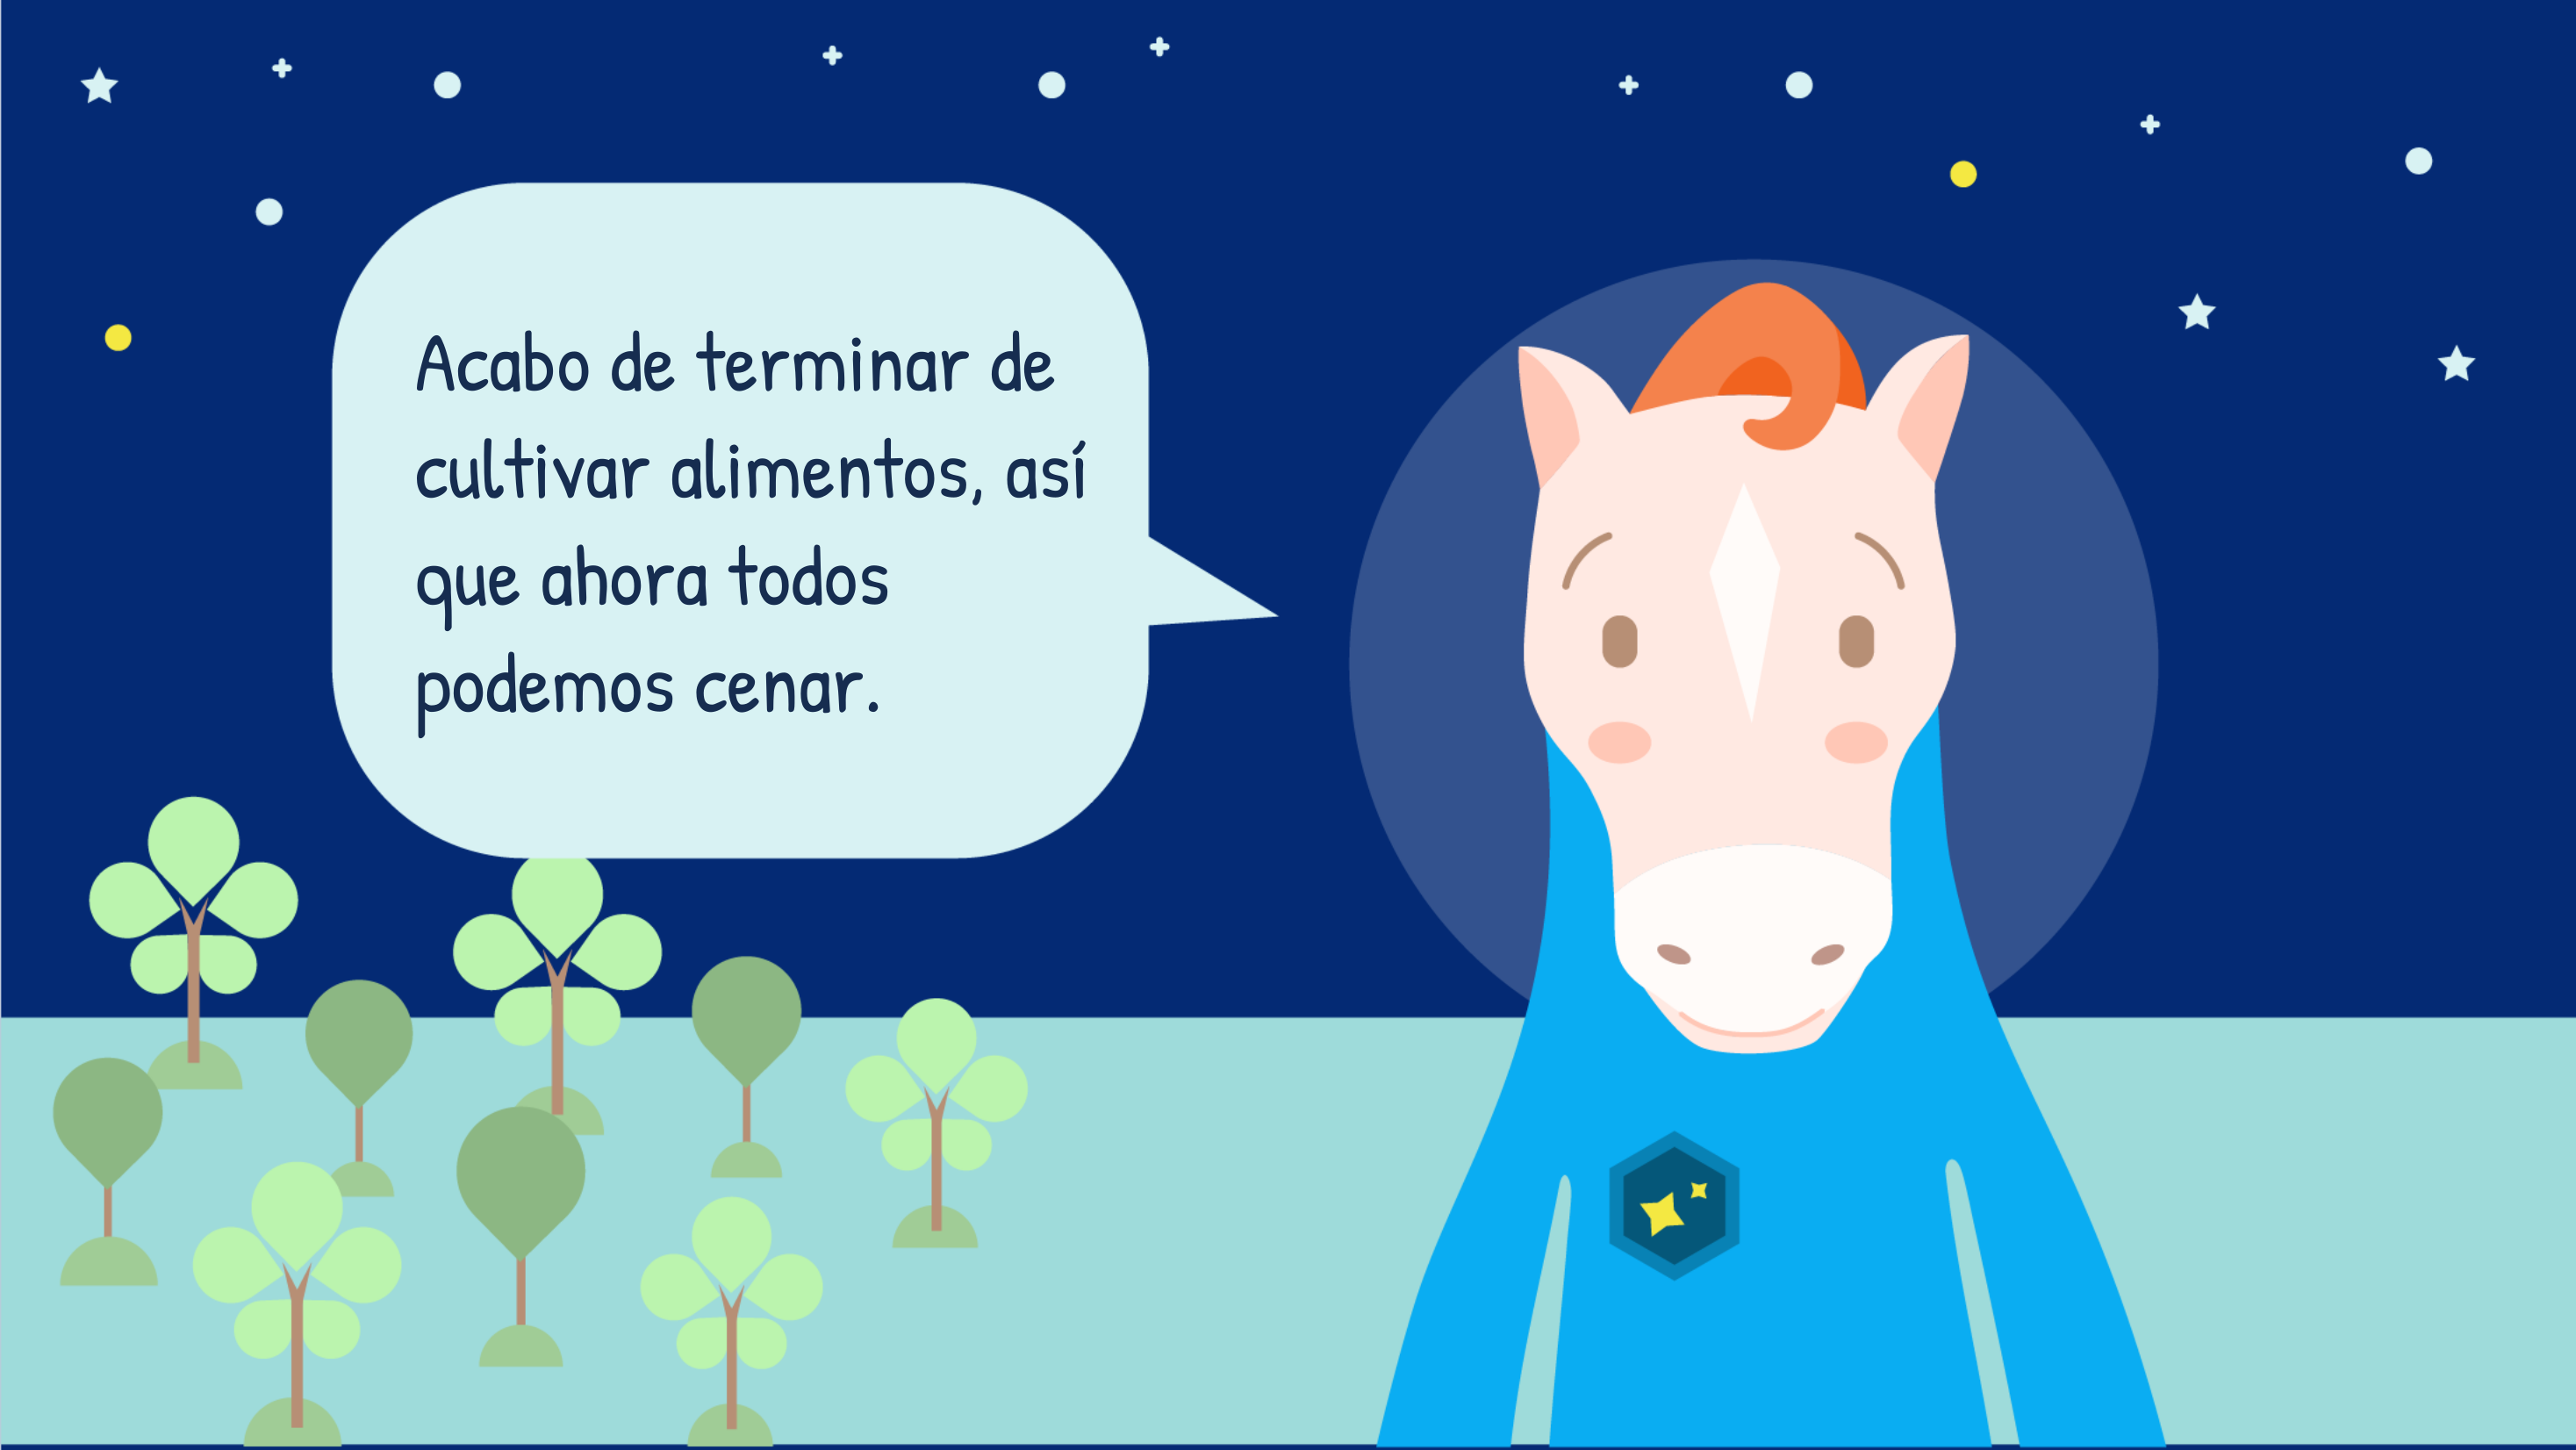 Acabo de terminar de
cultivar alimentos, así
que ahora todos
podemos cenar.